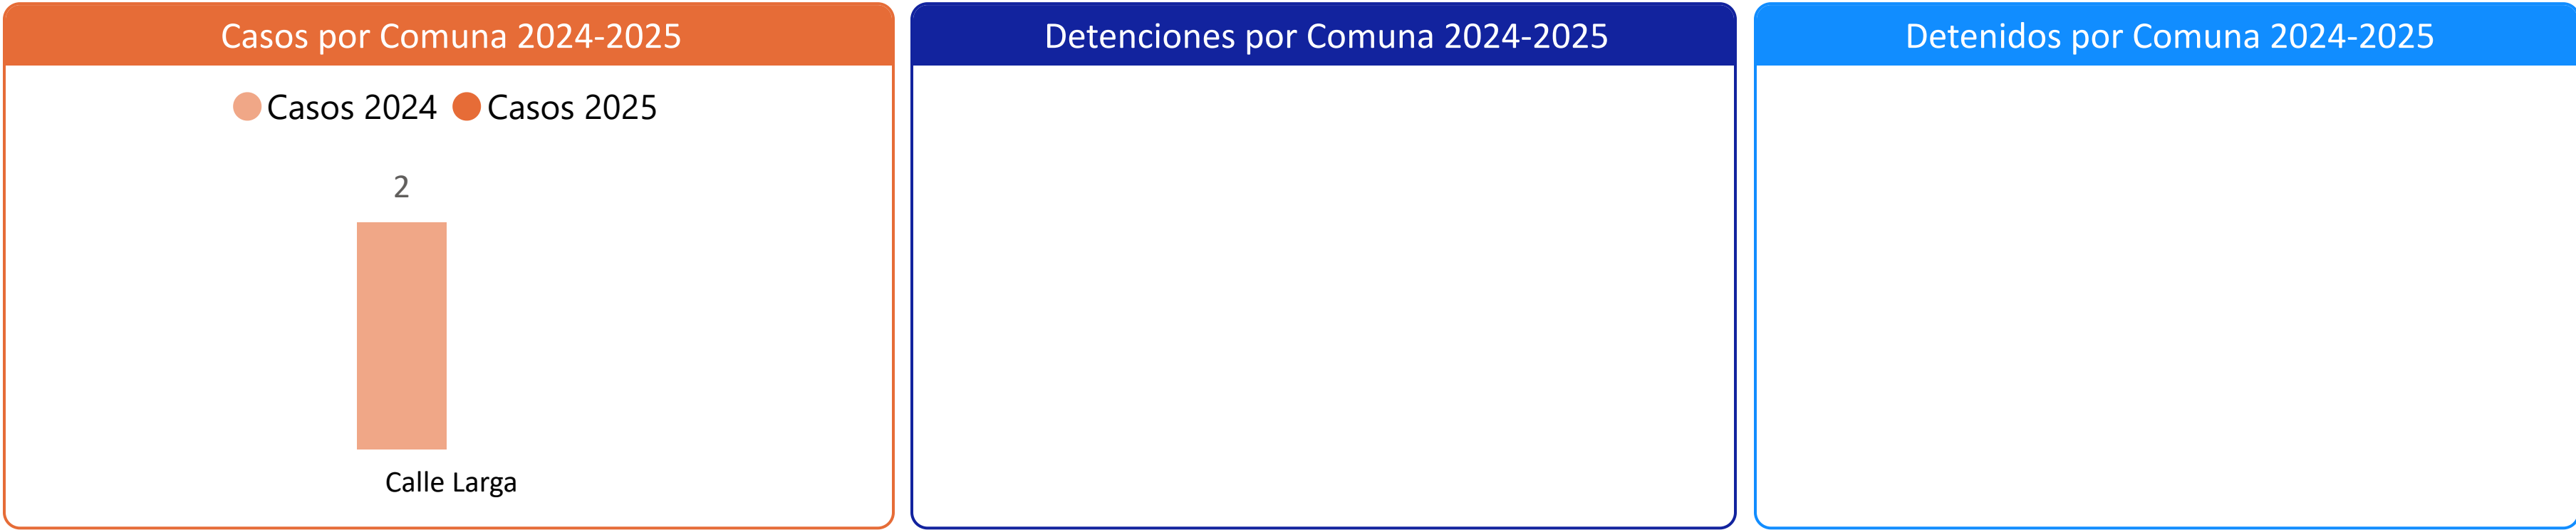 Casos por Comuna 2024-2025
Casos 2024 Casos 2025
2
Calle Larga
Detenciones por Comuna 2024-2025
Detenidos por Comuna 2024-2025